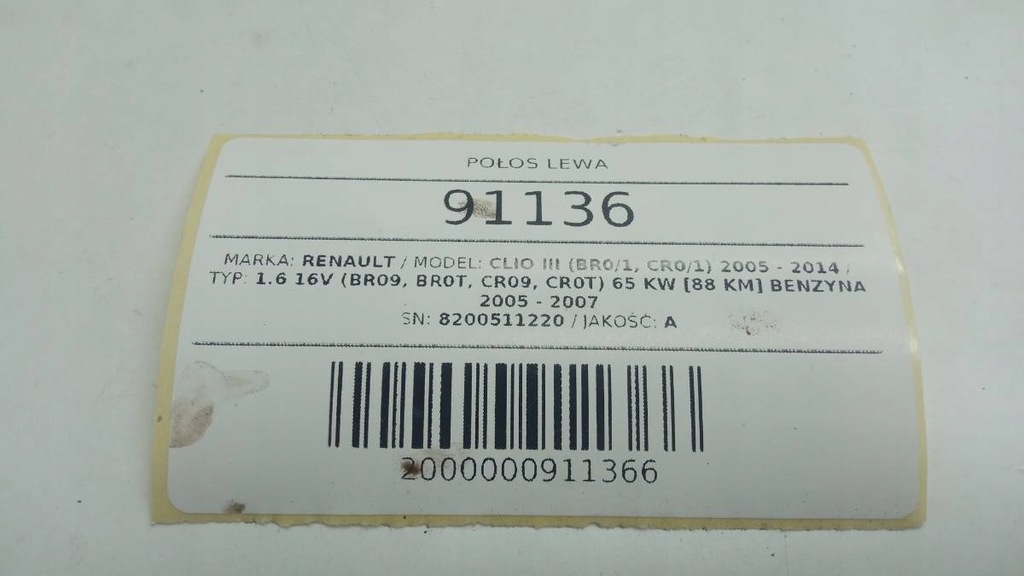 POŁOŚ LEWA
91136
MARKA: RENAULT / MODEL: CLIO III (BR0/1, CR0/1) 2005 - 2014 /
TYP: 1.6 16V (BR09, BR0T, CR09, CR0T) 65 KW [88 KM] BENZYNA
2005 - 2007
SN: 8200511220 / JAKOŚĆ: A
2000000911366